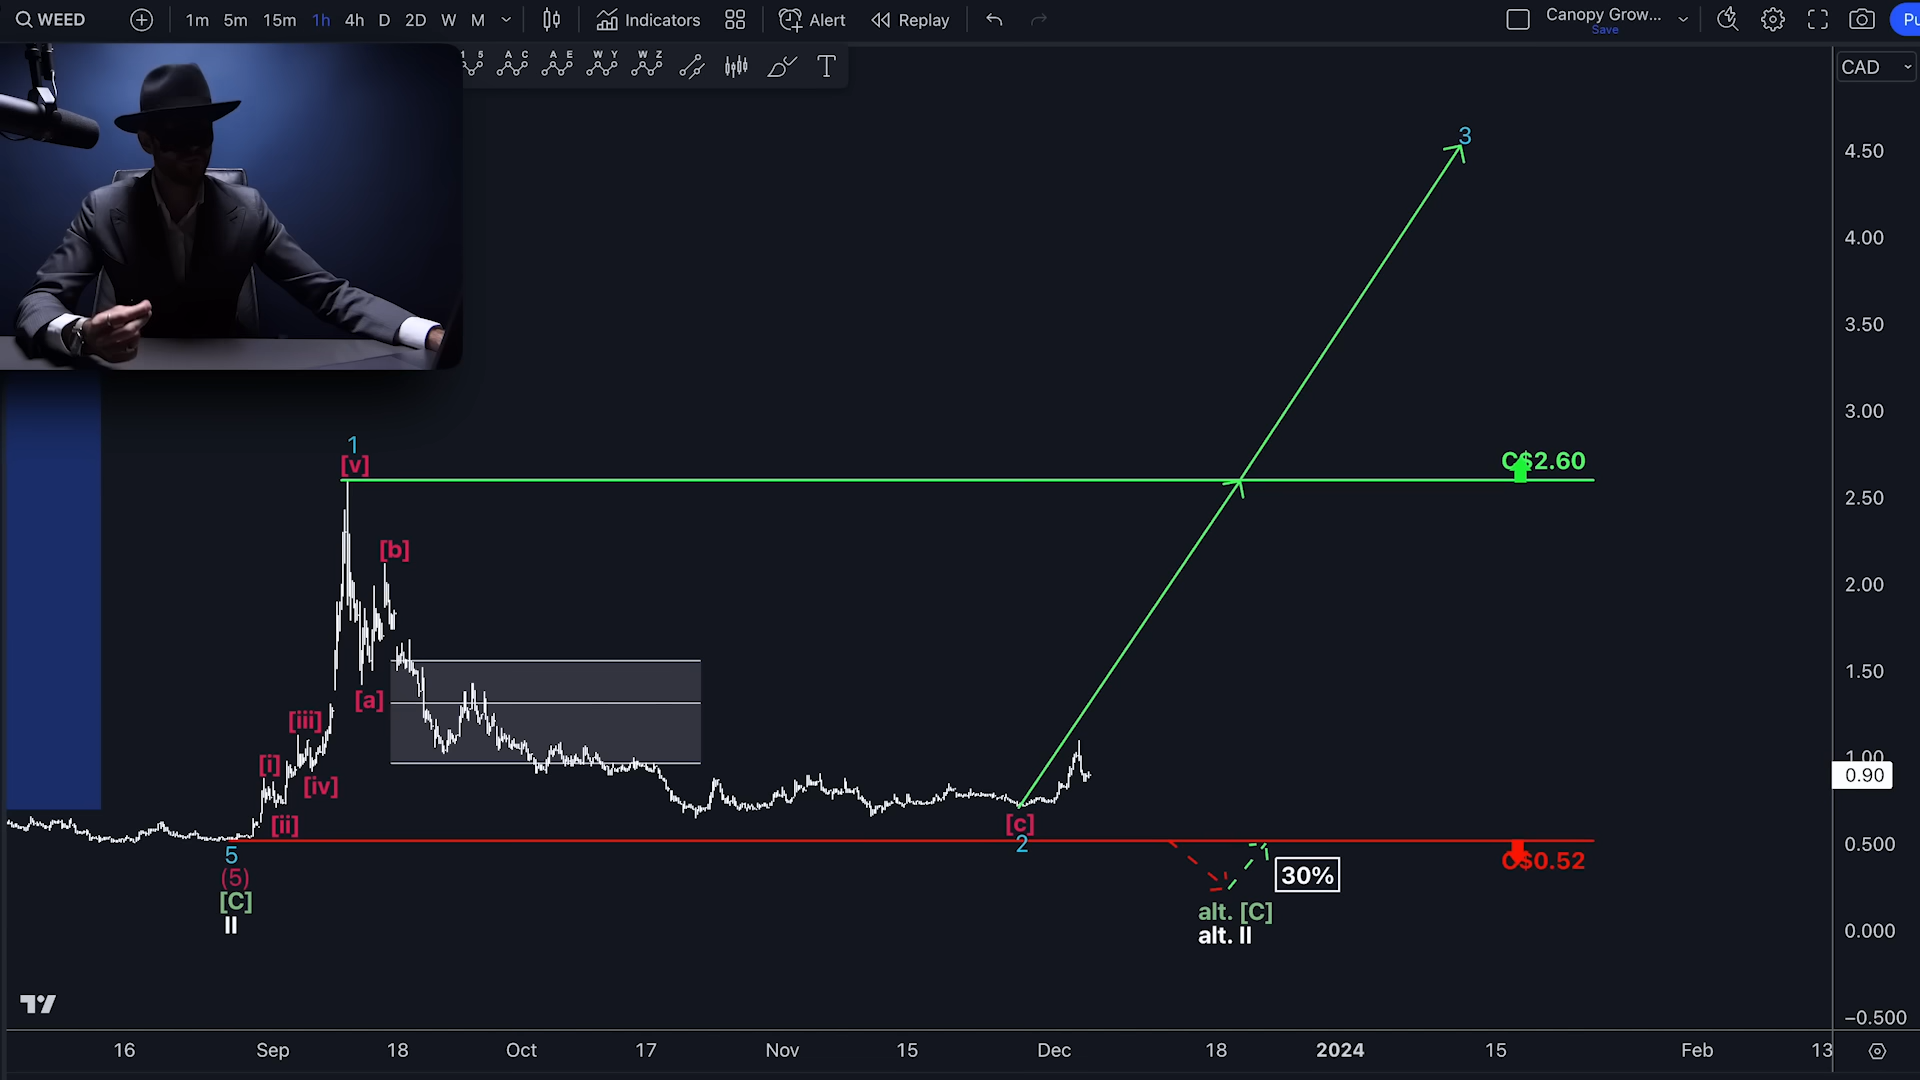 WEED 1m 5m 15m 1h 4h D 2D W M Indicators Alert Replay Canopy Grow... Save Pu
1 5 A C A E W Y W Z T
CAD
3
4.50
4.00
3.50
3.00
1
[v]
C$2.60
2.50
[b]
2.00
[a]
1.50
[iii]
[i]
1.00
0.90
[iv]
[ii]
[c]
2
0.500
5
C$0.52
(5)
30%
[C]
alt. [C]
II
alt. II
0.000
−0.500
16 Sep 18 Oct 17 Nov 15 Dec 18 2024 15 Feb 13